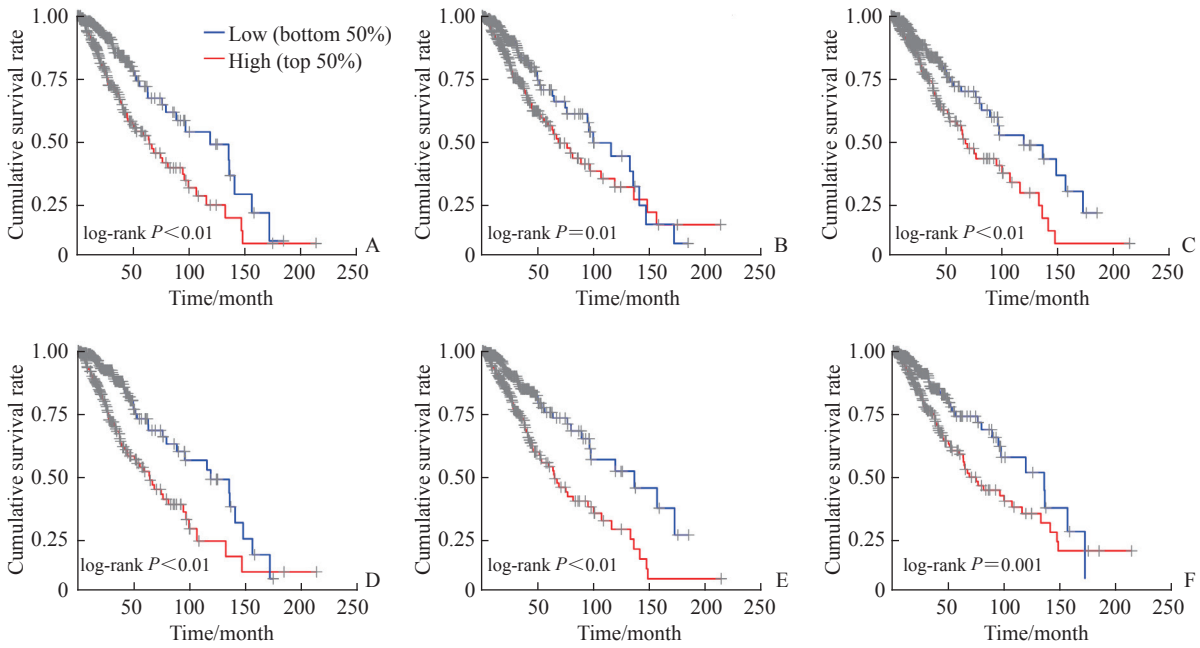 1.00
0.75
0.50
0.25
0
Cumulative survival rate
Low (bottom 50%)
High (top 50%)
log-rank P<0.01
A
50 100 150 200 250
Time/month
1.00
0.75
0.50
0.25
0
Cumulative survival rate
log-rank P=0.01
B
50 100 150 200 250
Time/month
1.00
0.75
0.50
0.25
0
Cumulative survival rate
log-rank P<0.01
C
50 100 150 200 250
Time/month
1.00
0.75
0.50
0.25
0
Cumulative survival rate
log-rank P<0.01
D
50 100 150 200 250
Time/month
1.00
0.75
0.50
0.25
0
Cumulative survival rate
log-rank P<0.01
E
50 100 150 200 250
Time/month
1.00
0.75
0.50
0.25
0
Cumulative survival rate
log-rank P=0.001
F
50 100 150 200 250
Time/month